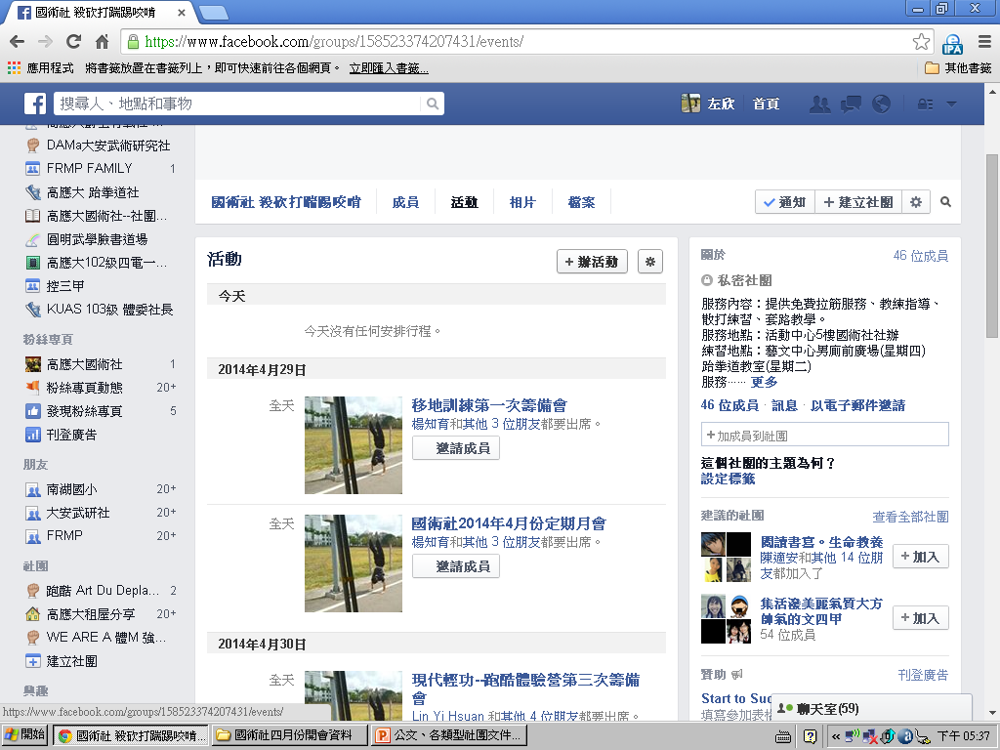 國術社 殺砍打踹踢咬啃
https://www.facebook.com/groups/158523374207431/events/
應用程式 將書籤放置在書籤列上，即可快速前往各個網頁。 立即匯入書籤...
其他書籤
搜尋人、地點和事物
左欣 首頁
DAMa大安武術研究社
FRMP FAMILY 1
高應大 跆拳道社
高應大國術社--社團...
圓明武學臉書道場
高應大102級四電一...
控三甲
KUAS 103級 體委社長
粉絲專頁
高應大國術社 1
粉絲專頁動態 20+
發現粉絲專頁 5
刊登廣告
朋友
南湖國小 20+
大安武研社 20+
FRMP 20+
社團
跑酷 Art Du Depla... 2
高應大租屋分享 20+
WE ARE A 體M 強...
建立社團
興趣
https://www.facebook.com/groups/158523374207431/events/
國術社 殺砍打踹踢咬啃 成員 活動 相片 檔案
通知 + 建立社團
活動
+ 辦活動
今天
今天沒有任何安排行程。
2014年4月29日
全天
移地訓練第一次籌備會
楊知育和其他 3 位朋友都要出席。
邀請成員
全天
國術社2014年4月份定期月會
楊知育和其他 3 位朋友都要出席。
邀請成員
2014年4月30日
全天
現代輕功--跑酷體驗營第三次籌備
會
Lin Yi Hsuan 和其他 4 位朋友都要出席。
關於 46 位成員
私密社團
服務內容：提供免費拉筋服務、教練指導、
散打練習、套路教學。
服務地點：活動中心5樓國術社社辦
練習地點：藝文中心男廁前廣場(星期四)
跆拳道教室(星期二)
服務…… 更多
46 位成員 · 訊息 · 以電子郵件邀請
+加成員到社團
這個社團的主題為何？
設定標籤
建議的社團 查看全部社團
閱讀書寫。生命教養
陳適安和其他 14 位朋
友都加入了
+ 加入
集活潑美麗氣質大方
帥氣的文四甲
54 位成員
+ 加入
贊助 刊登廣告
Start to Suc
填寫參加表格
聊天室(59)
開始
國術社 殺砍打踹踢咬...
國術社四月份開會資料
公文、各類型社團文件...
下午 05:37